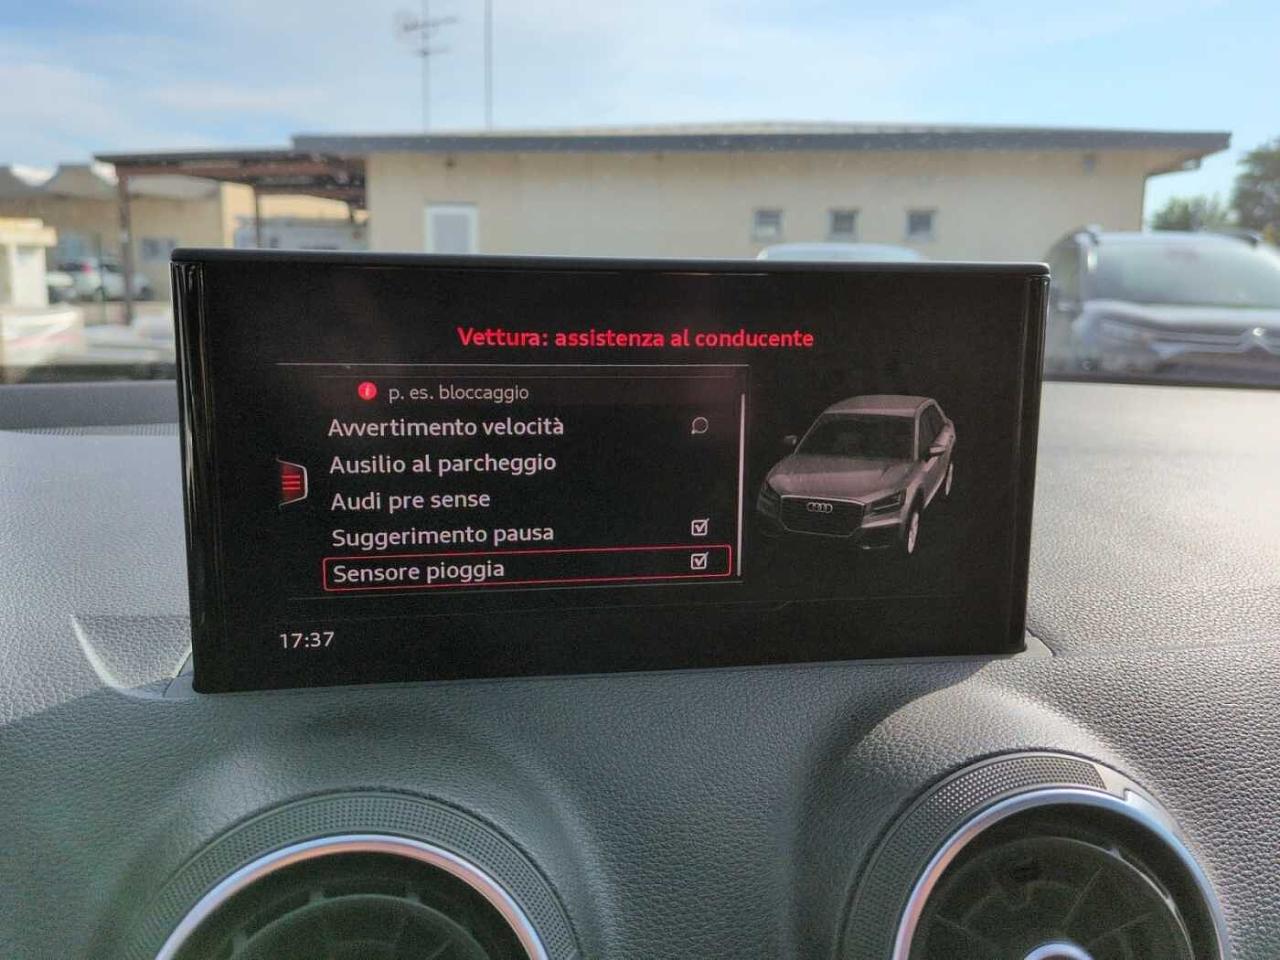 Vettura: assistenza al conducente
i p. es. bloccaggio
Avvertimento velocità
Ausilio al parcheggio
Audi pre sense
Suggerimento pausa
Sensore pioggia
17:37